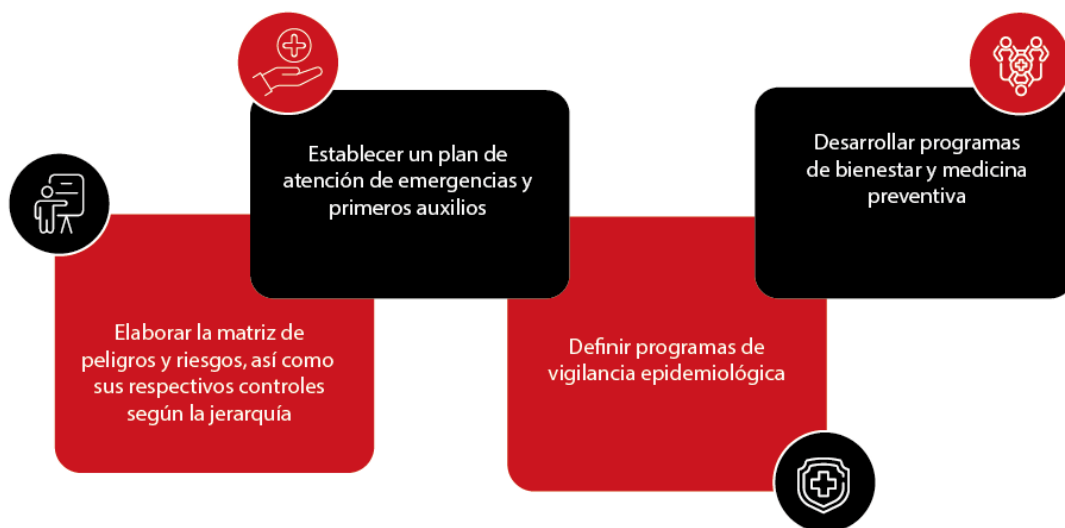 Elaborar la matriz de
peligros y riesgos, así como
sus respectivos controles
según la jerarquía
Establecer un plan de
atención de emergencias y
primeros auxilios
Definir programas de
vigilancia epidemiológica
Desarrollar programas
de bienestar y medicina
preventiva